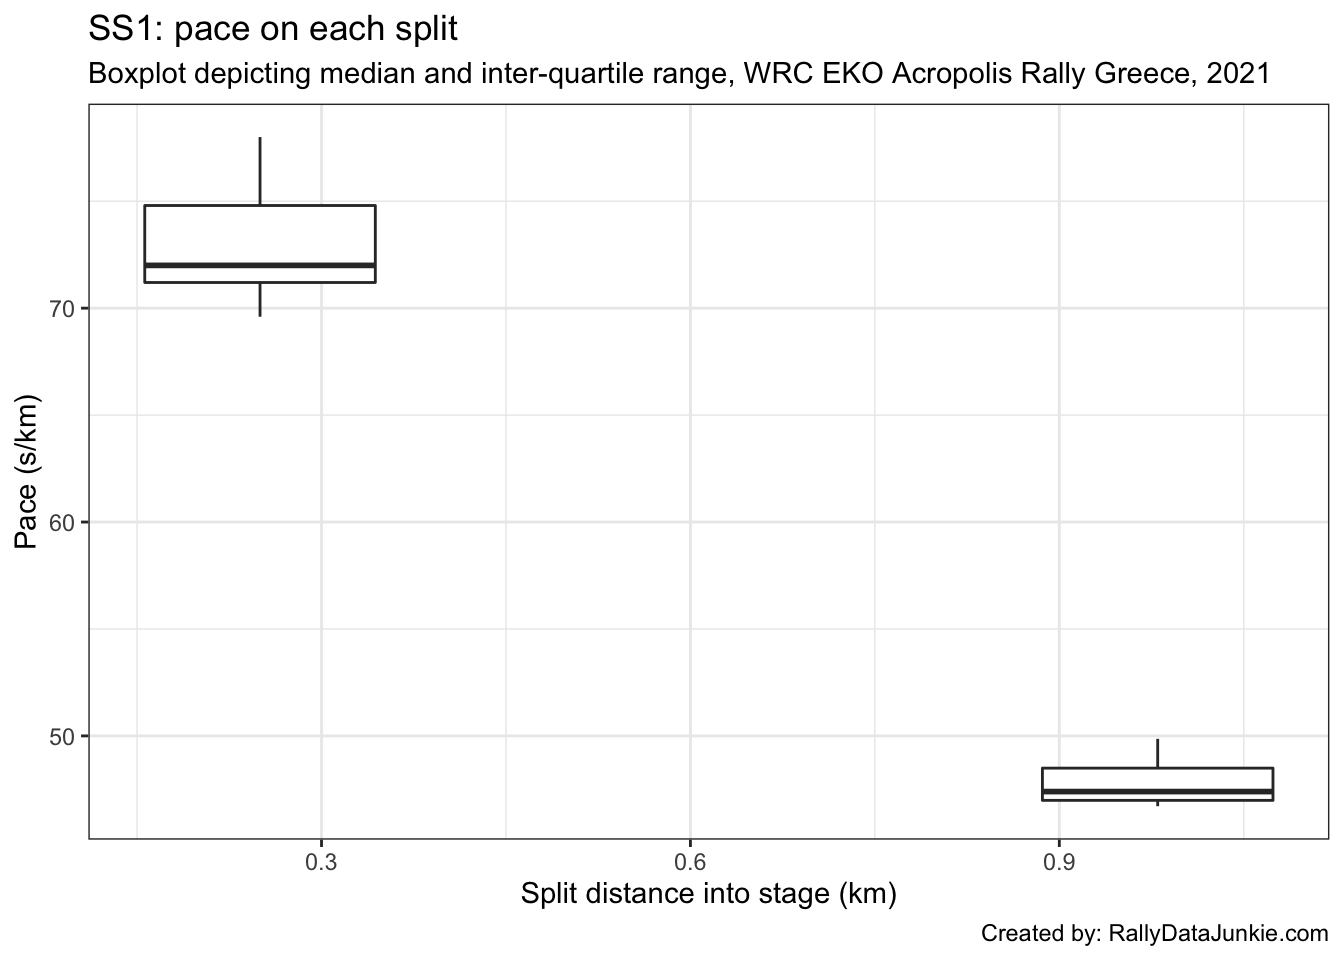 SS1: pace on each split
Boxplot depicting median and inter-quartile range, WRC EKO Acropolis Rally Greece, 2021
Pace (s/km)
70
60
50
0.3
0.6
0.9
Split distance into stage (km)
Created by: RallyDataJunkie.com